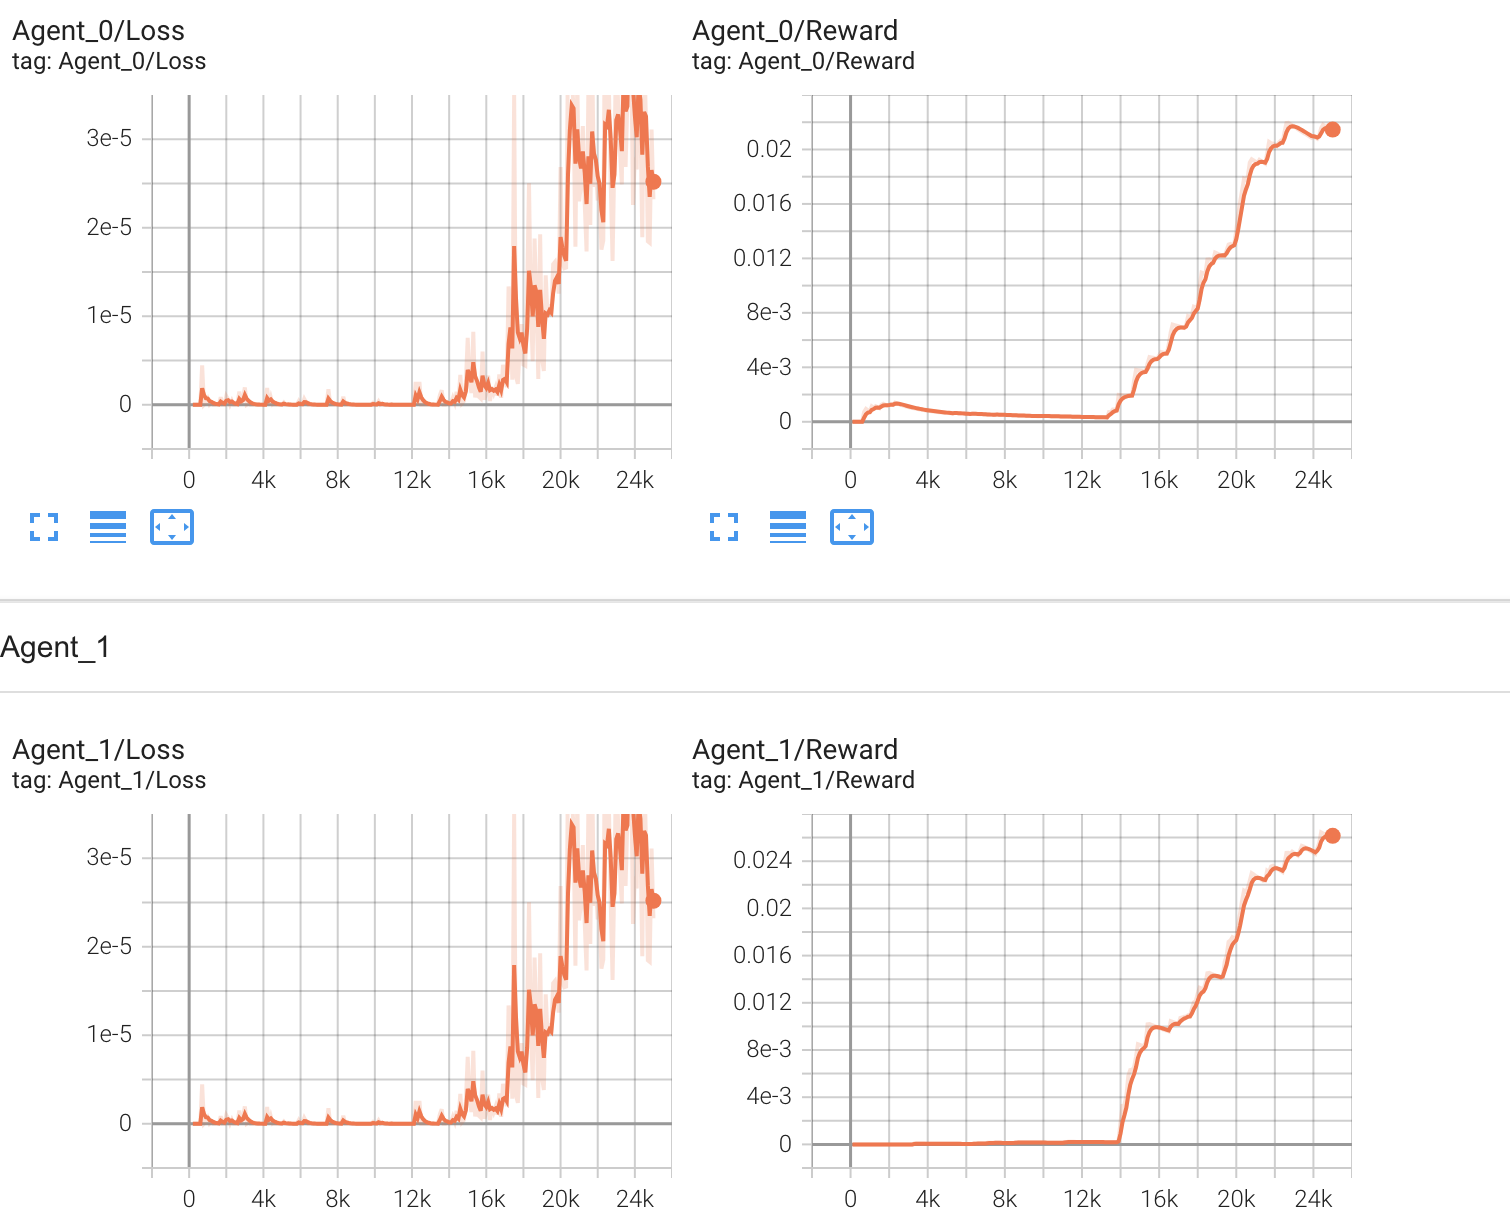 Agent_0/Loss
tag: Agent_0/Loss
3e-5
2e-5
1e-5
0
0 4k 8k 12k 16k 20k 24k
Agent_0/Reward
tag: Agent_0/Reward
0.02
0.016
0.012
8e-3
4e-3
0
0 4k 8k 12k 16k 20k 24k
Agent_1
Agent_1/Loss
tag: Agent_1/Loss
3e-5
2e-5
1e-5
0
0 4k 8k 12k 16k 20k 24k
Agent_1/Reward
tag: Agent_1/Reward
0.024
0.02
0.016
0.012
8e-3
4e-3
0
0 4k 8k 12k 16k 20k 24k